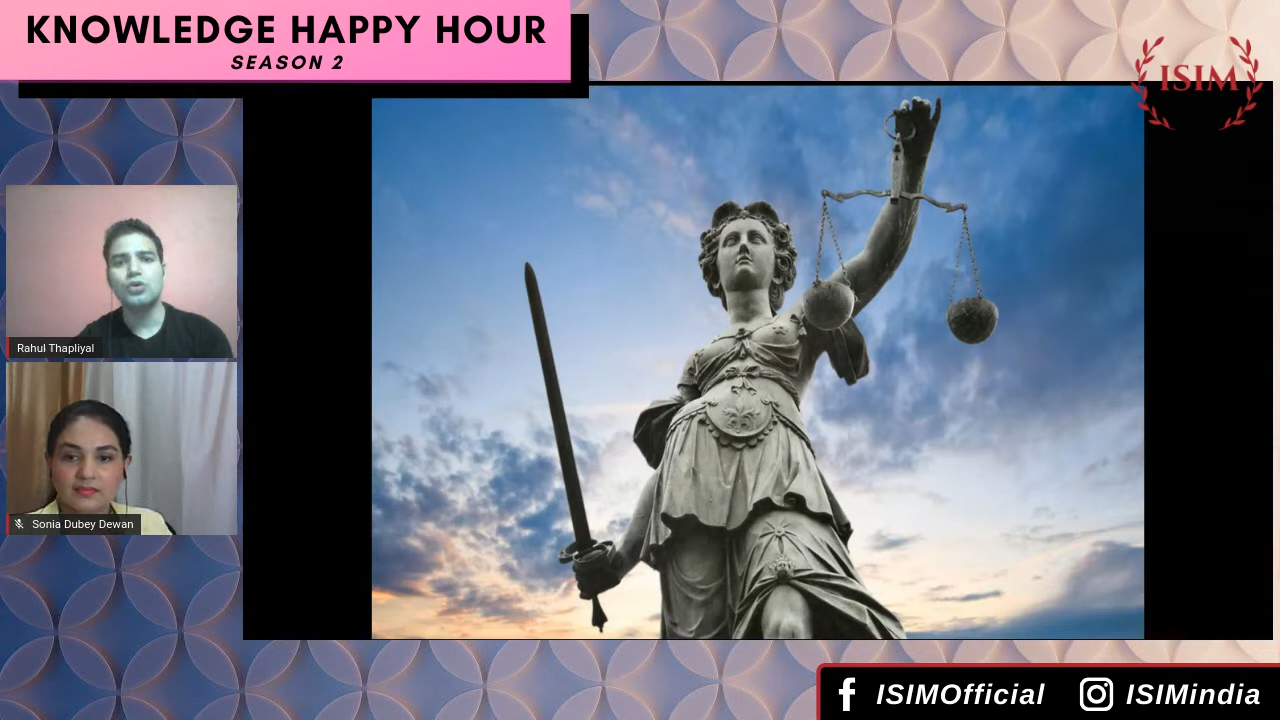 KNOWLEDGE HAPPY HOUR
SEASON 2
ISIM
Rahul Thapliyal
Sonia Dubey Dewan
ISIMOfficial
ISIMindia